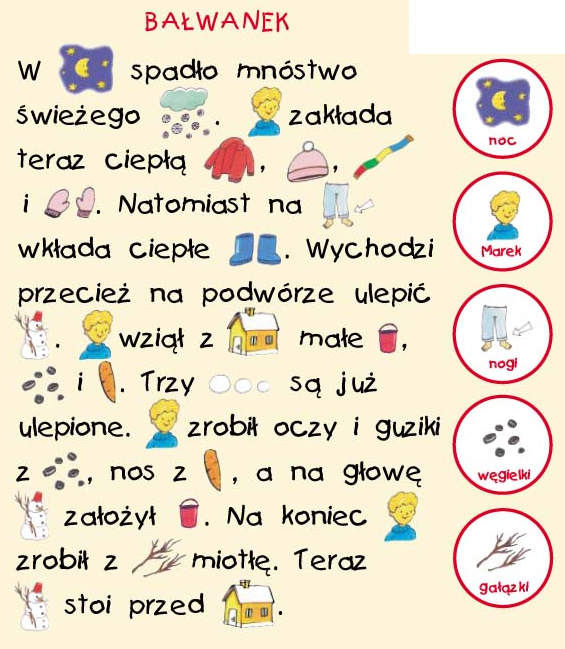 BAŁWANEK
W spadło mnóstwo
świeżego . zakłada
teraz ciepłą , ,
i . Natomiast na
wkłada ciepłe . Wychodzi
przecież na podwórze ulepić
. wziął z małe ,
i . Trzy są już
ulepione. zrobił oczy i guziki
z , nos z , a na głowę
założył . Na koniec
zrobił z miotłę. Teraz
stoi przed .
noc
Marek
nogi
węgielki
gałązki